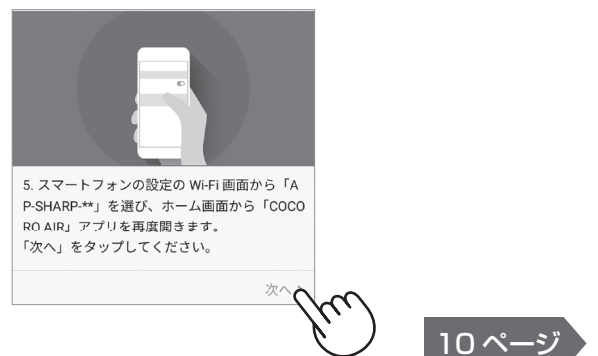 5. スマートフォンの設定の Wi-Fi 画面から「A
P-SHARP-**」を選び、ホーム画面から「COCO
RO AIR」アプリを再度開きます。
「次へ」をタップしてください。
次へ
10 ページ